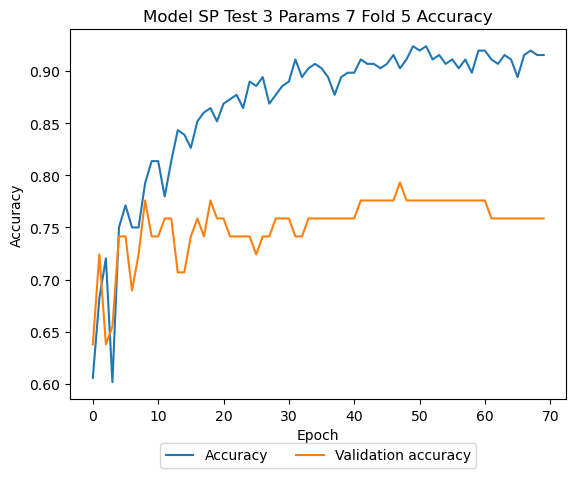 Model SP Test 3 Params 7 Fold 5 Accuracy
Accuracy
0.90
0.85
0.80
0.75
0.70
0.65
0.60
0 10 20 30 40 50 60 70
Epoch
Accuracy Validation accuracy